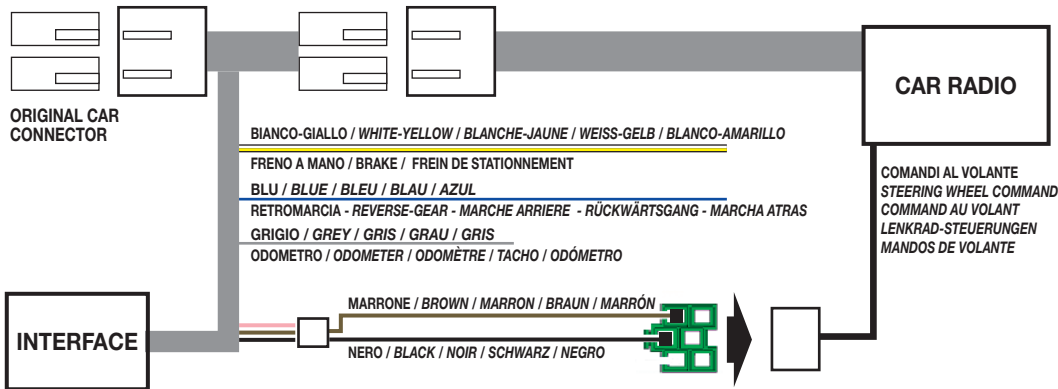 ORIGINAL CAR
CONNECTOR
CAR RADIO
BIANCO-GIALLO / WHITE-YELLOW / BLANCHE-JAUNE / WEISS-GELB / BLANCO-AMARILLO
FRENO A MANO / BRAKE / FREIN DE STATIONNEMENT
BLU / BLUE / BLEU / BLAU / AZUL
RETROMARCIA - REVERSE-GEAR - MARCHE ARRIERE - RÜCKWÄRTSGANG - MARCHA ATRAS
GRIGIO / GREY / GRIS / GRAU / GRIS
ODOMETRO / ODOMETER / ODOMÈTRE / TACHO / ODÓMETRO
COMANDI AL VOLANTE
STEERING WHEEL COMMAND
COMMAND AU VOLANT
LENKRAD-STEUERUNGEN
MANDOS DE VOLANTE
INTERFACE
MARRONE / BROWN / MARRON / BRAUN / MARRÓN
NERO / BLACK / NOIR / SCHWARZ / NEGRO